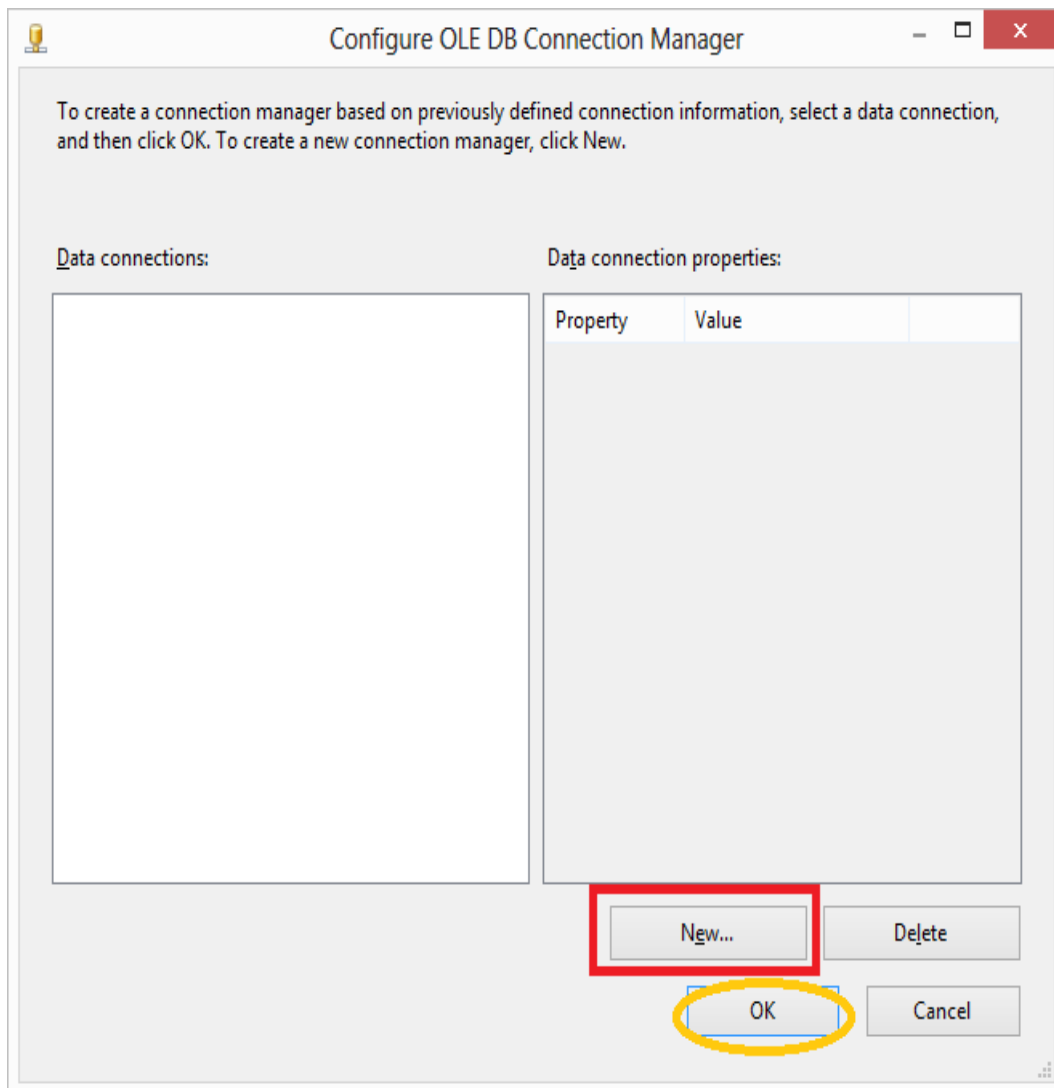 Configure OLE DB Connection Manager
To create a connection manager based on previously defined connection information, select a data connection,
and then click OK. To create a new connection manager, click New.
Data connections:
Data connection properties:
Property Value
New... Delete
OK Cancel